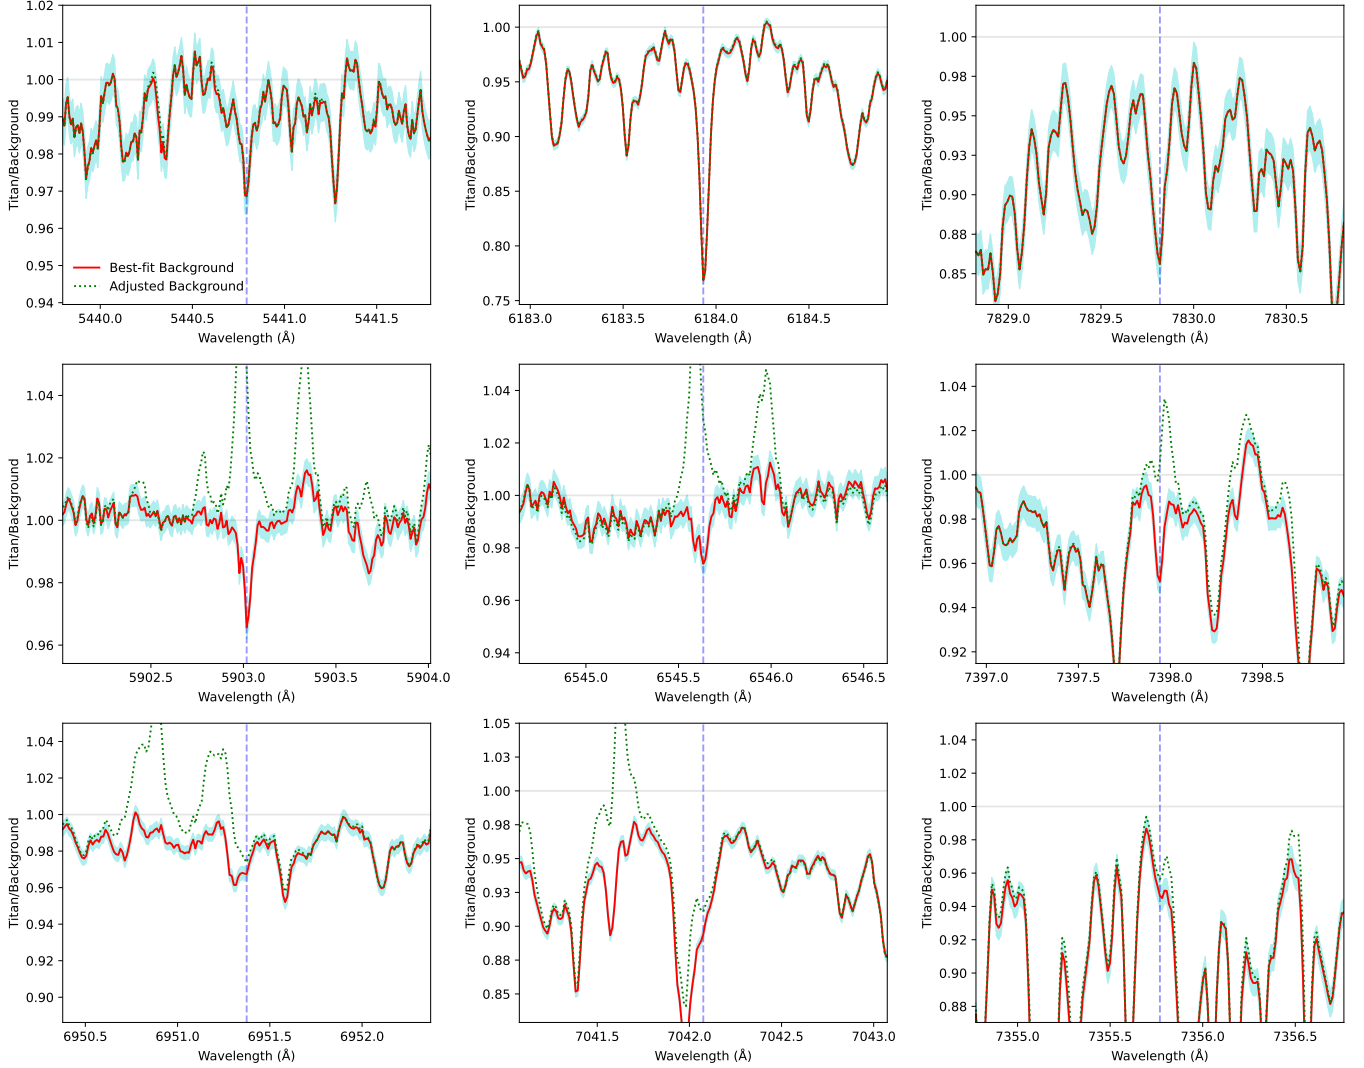 1.02
1.01
1.00
0.99
0.98
0.97
0.96
0.95
0.94
Titan/Background
Best-fit Background
Adjusted Background
5440.0 5440.5 5441.0 5441.5
Wavelength (Å)
1.00
0.95
0.90
0.85
0.80
0.75
Titan/Background
6183.0 6183.5 6184.0 6184.5
Wavelength (Å)
1.00
0.98
0.95
0.93
0.90
0.88
0.85
Titan/Background
7829.0 7829.5 7830.0 7830.5
Wavelength (Å)
1.04
1.02
1.00
0.98
0.96
Titan/Background
5902.5 5903.0 5903.5 5904.0
Wavelength (Å)
1.04
1.02
1.00
0.98
0.96
0.94
Titan/Background
6545.0 6545.5 6546.0 6546.5
Wavelength (Å)
1.04
1.02
1.00
0.98
0.96
0.94
0.92
Titan/Background
7397.0 7397.5 7398.0 7398.5
Wavelength (Å)
1.04
1.02
1.00
0.98
0.96
0.94
0.92
0.90
Titan/Background
6950.5 6951.0 6951.5 6952.0
Wavelength (Å)
1.05
1.03
1.00
0.98
0.95
0.93
0.90
0.88
0.85
Titan/Background
7041.5 7042.0 7042.5 7043.0
Wavelength (Å)
1.04
1.02
1.00
0.98
0.96
0.94
0.92
0.90
0.88
Titan/Background
7355.0 7355.5 7356.0 7356.5
Wavelength (Å)